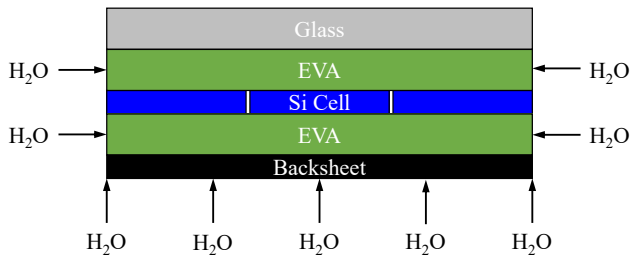 Glass
H₂O EVA H₂O
Si Cell
H₂O EVA H₂O
Backsheet
H₂O H₂O H₂O H₂O H₂O